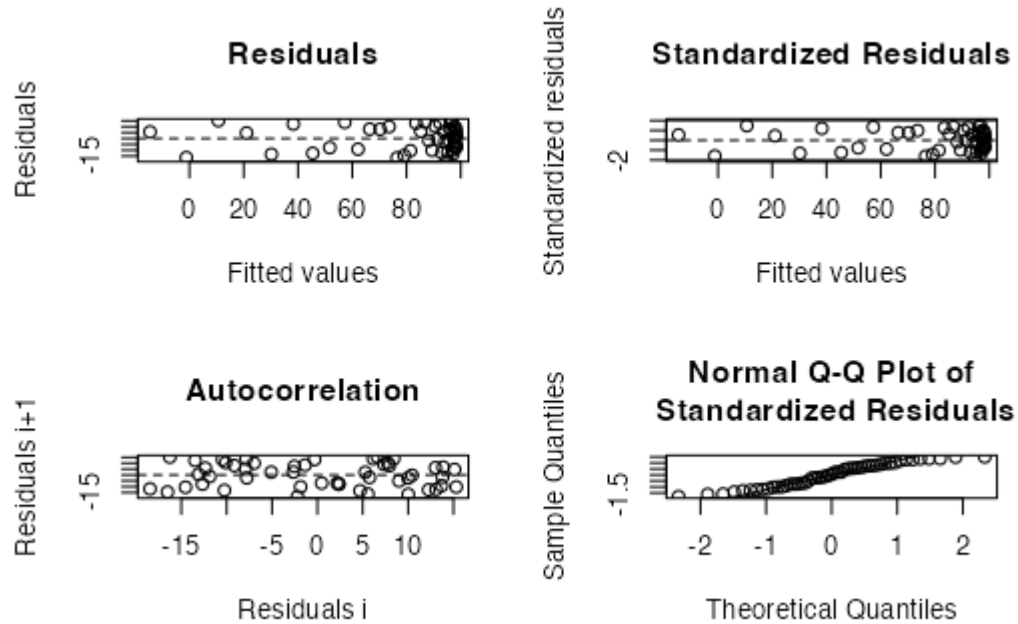 Residuals
Residuals
-15
0 20 40 60 80
Fitted values
Standardized Residuals
Standardized residuals
-2
0 20 40 60 80
Fitted values
Autocorrelation
Residuals i+1
-15
-15 -5 0 5 10
Residuals i
Normal Q-Q Plot of
Standardized Residuals
Sample Quantiles
-1.5
-2 -1 0 1 2
Theoretical Quantiles